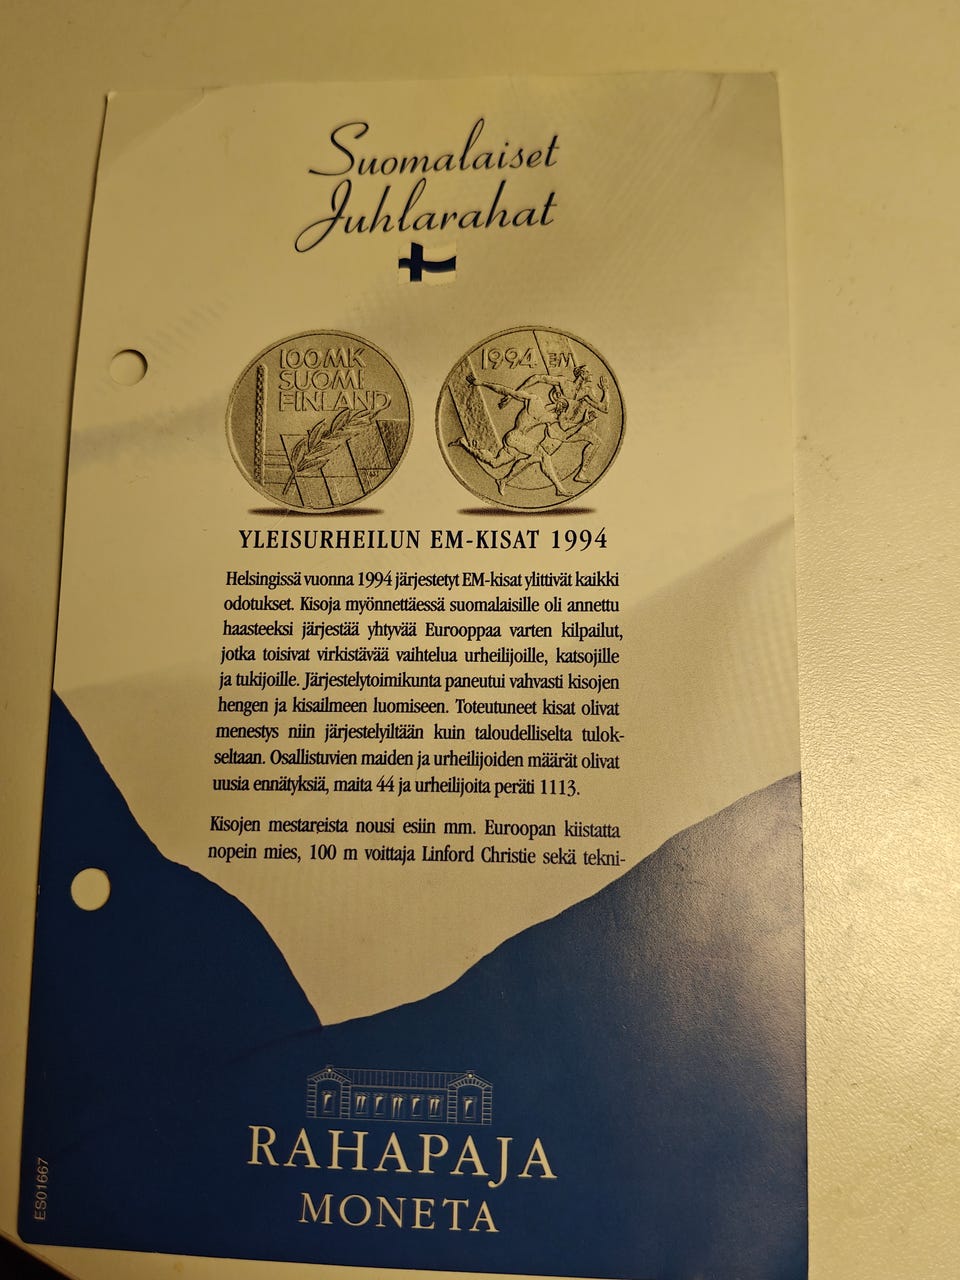 Suomalaiset
Juhlarahat
100MK
SUOMI
FINLAND
1994 EM
YLEISURHEILUN EM-KISAT 1994
Helsingissä vuonna 1994 järjestetyt EM-kisat ylittivät kaikki
odotukset. Kisoja myönnettäessä suomalaisille oli annettu
haasteeksi järjestää yhtyvää Eurooppaa varten kilpailut,
jotka toisivat virkistävää vaihtelua urheilijoille, katsojille
ja tukijoille. Järjestelytoimikunta paneutui vahvasti kisojen
hengen ja kisailmeen luomiseen. Toteutuneet kisat olivat
menestys niin järjestelyiltään kuin taloudelliselta tulok-
seltaan. Osallistuvien maiden ja urheilijoiden määrät olivat
uusia ennätyksiä, maita 44 ja urheilijoita peräti 1113.
Kisojen mestareista nousi esiin mm. Euroopan kiistatta
nopein mies, 100 m voittaja Linford Christie sekä tekni-
RAHAPAJA
MONETA
ES01667